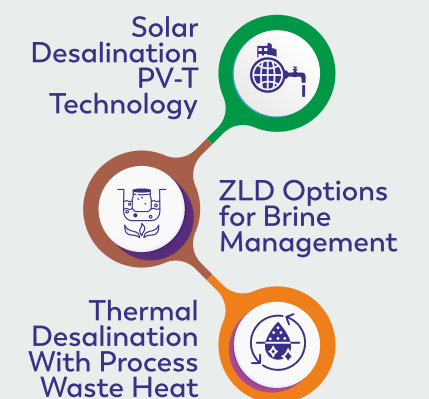 Solar
Desalination
PV-T
Technology
ZLD Options
for Brine
Management
Thermal
Desalination
With Process
Waste Heat